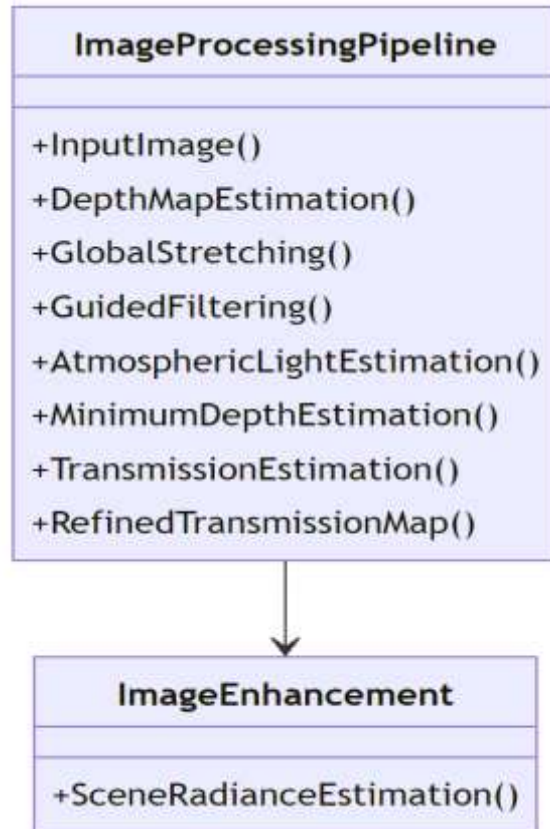 ImageProcessingPipeline
+InputImage()
+DepthMapEstimation()
+GlobalStretching()
+GuidedFiltering()
+AtmosphericLightEstimation()
+MinimumDepthEstimation()
+TransmissionEstimation()
+RefinedTransmissionMap()
ImageEnhancement
+SceneRadianceEstimation()